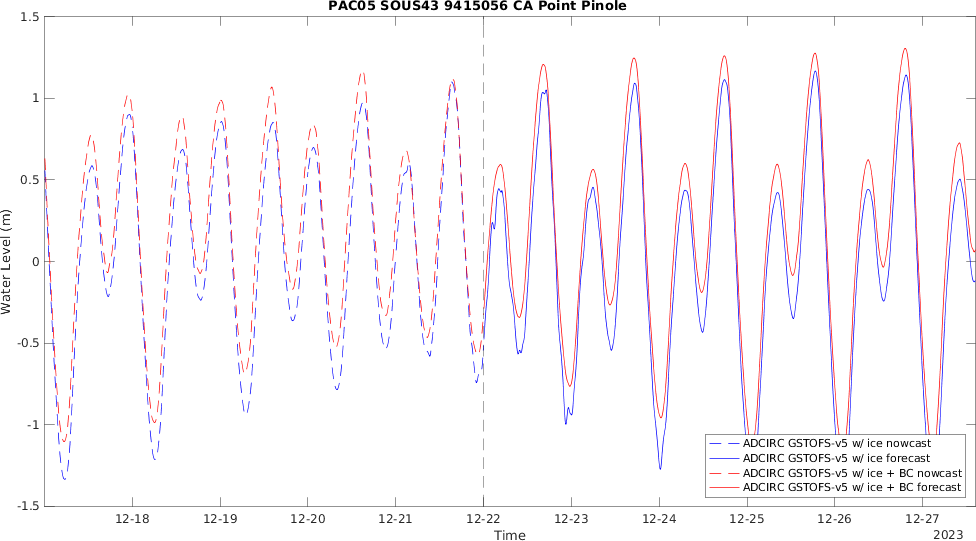 PAC05 SOUS43 9415056 CA Point Pinole
Water Level (m)
1.5
1
0.5
0
-0.5
-1
-1.5
12-18
12-19
12-20
12-21
12-22
12-23
12-24
12-25
12-26
12-27
Time
2023
ADCIRC GSTOFS-v5 w/ ice nowcast
ADCIRC GSTOFS-v5 w/ ice forecast
ADCIRC GSTOFS-v5 w/ ice + BC nowcast
ADCIRC GSTOFS-v5 w/ ice + BC forecast